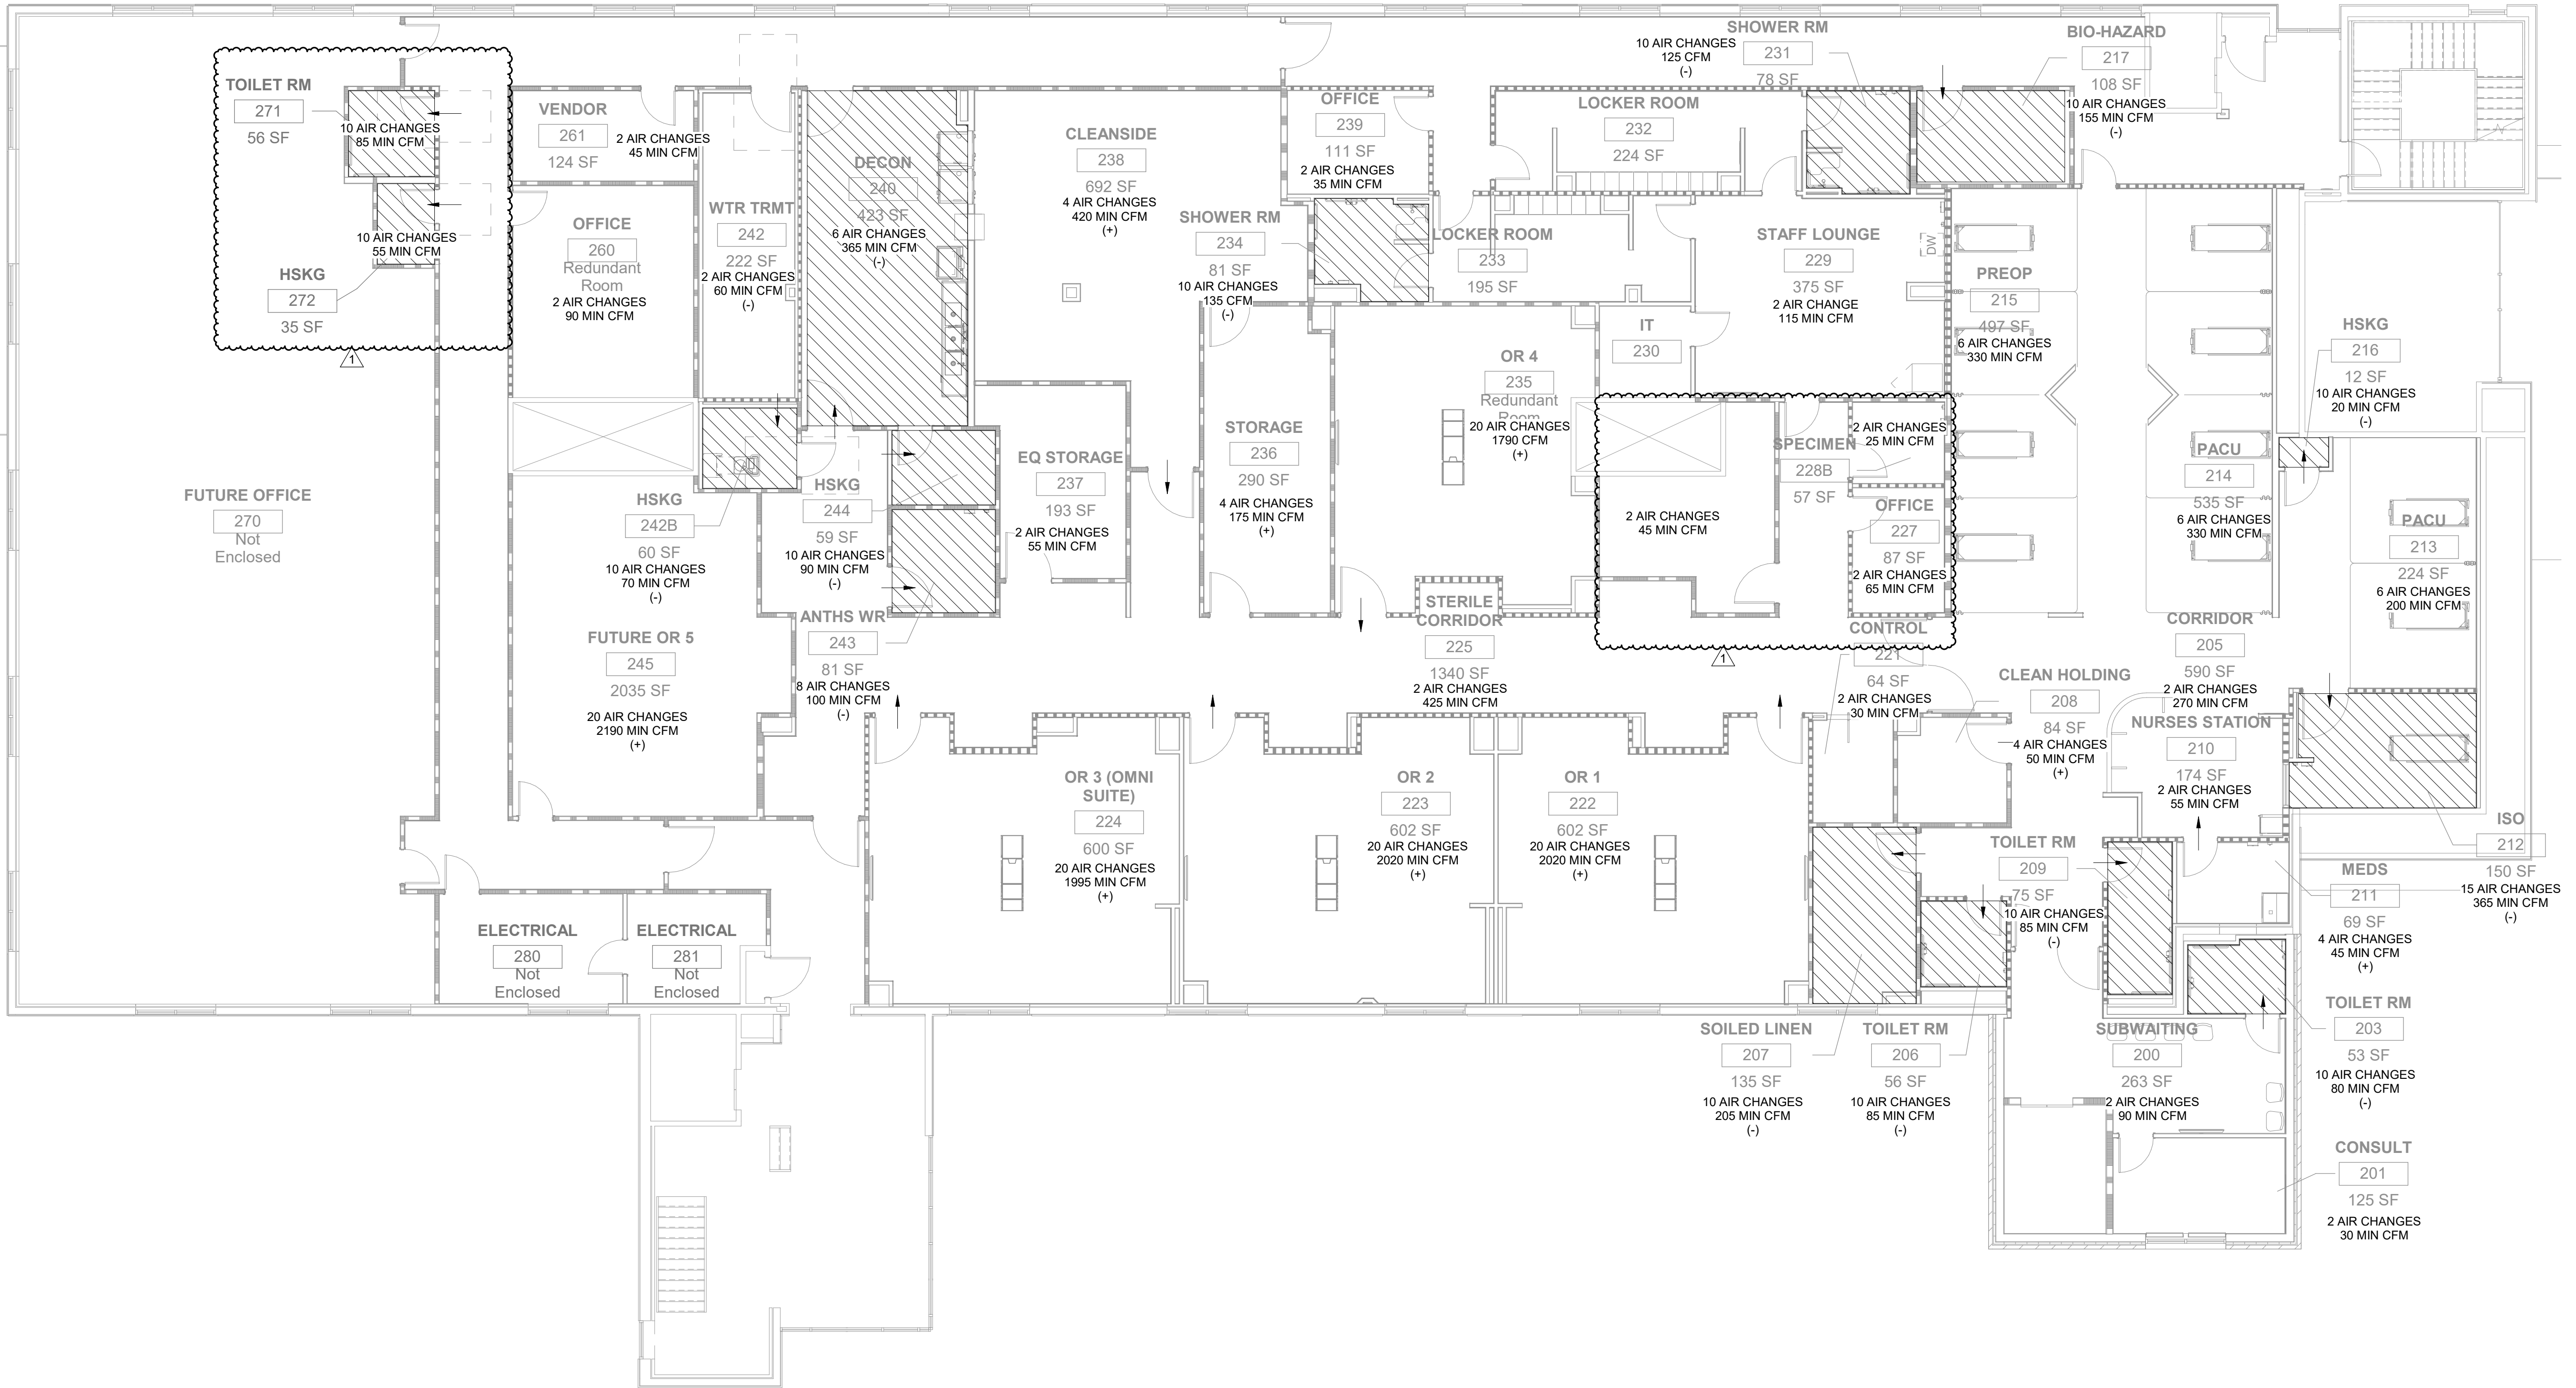 TOILET RM
271
56 SF
10 AIR CHANGES
85 MIN CFM
10 AIR CHANGES
55 MIN CFM
HSKG
272
35 SF
1
VENDOR
261
124 SF
2 AIR CHANGES
45 MIN CFM
OFFICE
260
Redundant
Room
2 AIR CHANGES
90 MIN CFM
WTR TRMT
242
222 SF
2 AIR CHANGES
60 MIN CFM
(-)
DECON
240
423 SF
6 AIR CHANGES
365 MIN CFM
(-)
CLEANSIDE
238
692 SF
4 AIR CHANGES
420 MIN CFM
(+)
OFFICE
239
111 SF
2 AIR CHANGES
35 MIN CFM
SHOWER RM
234
81 SF
10 AIR CHANGES
135 CFM
(-)
LOCKER ROOM
232
224 SF
LOCKER ROOM
233
195 SF
SHOWER RM
231
78 SF
10 AIR CHANGES
125 CFM
(-)
BIO-HAZARD
217
108 SF
10 AIR CHANGES
155 MIN CFM
(-)
STAFF LOUNGE
229
375 SF
2 AIR CHANGE
115 MIN CFM
DW
PREOP
215
497 SF
6 AIR CHANGES
330 MIN CFM
HSKG
216
12 SF
10 AIR CHANGES
20 MIN CFM
(-)
IT
230
OR 4
235
Redundant
Room
20 AIR CHANGES
1790 CFM
(+)
STORAGE
236
290 SF
4 AIR CHANGES
175 MIN CFM
(+)
EQ STORAGE
237
193 SF
2 AIR CHANGES
55 MIN CFM
2 AIR CHANGES
45 MIN CFM
2 AIR CHANGES
25 MIN CFM
SPECIMEN
228B
57 SF
OFFICE
227
87 SF
2 AIR CHANGES
65 MIN CFM
1
PACU
214
535 SF
6 AIR CHANGES
330 MIN CFM
PACU
213
224 SF
6 AIR CHANGES
200 MIN CFM
FUTURE OFFICE
270
Not
Enclosed
HSKG
242B
60 SF
10 AIR CHANGES
70 MIN CFM
(-)
HSKG
244
59 SF
10 AIR CHANGES
90 MIN CFM
(-)
ANTHS WR
243
81 SF
8 AIR CHANGES
100 MIN CFM
(-)
FUTURE OR 5
245
2035 SF
20 AIR CHANGES
2190 MIN CFM
(+)
STERILE
CORRIDOR
225
1340 SF
2 AIR CHANGES
425 MIN CFM
CONTROL
221
64 SF
2 AIR CHANGES
30 MIN CFM
CLEAN HOLDING
208
84 SF
4 AIR CHANGES
50 MIN CFM
(+)
CORRIDOR
205
590 SF
2 AIR CHANGES
270 MIN CFM
NURSES STATION
210
174 SF
2 AIR CHANGES
55 MIN CFM
OR 3 (OMNI
SUITE)
224
600 SF
20 AIR CHANGES
1995 MIN CFM
(+)
OR 2
223
602 SF
20 AIR CHANGES
2020 MIN CFM
(+)
OR 1
222
602 SF
20 AIR CHANGES
2020 MIN CFM
(+)
TOILET RM
209
75 SF
10 AIR CHANGES
85 MIN CFM
(-)
ISO
212
150 SF
15 AIR CHANGES
365 MIN CFM
(-)
MEDS
211
69 SF
4 AIR CHANGES
45 MIN CFM
(+)
ELECTRICAL
280
Not
Enclosed
ELECTRICAL
281
Not
Enclosed
SOILED LINEN
207
135 SF
10 AIR CHANGES
205 MIN CFM
(-)
TOILET RM
206
56 SF
10 AIR CHANGES
85 MIN CFM
(-)
SUBWAITING
200
263 SF
2 AIR CHANGES
90 MIN CFM
TOILET RM
203
53 SF
10 AIR CHANGES
80 MIN CFM
(-)
CONSULT
201
125 SF
2 AIR CHANGES
30 MIN CFM